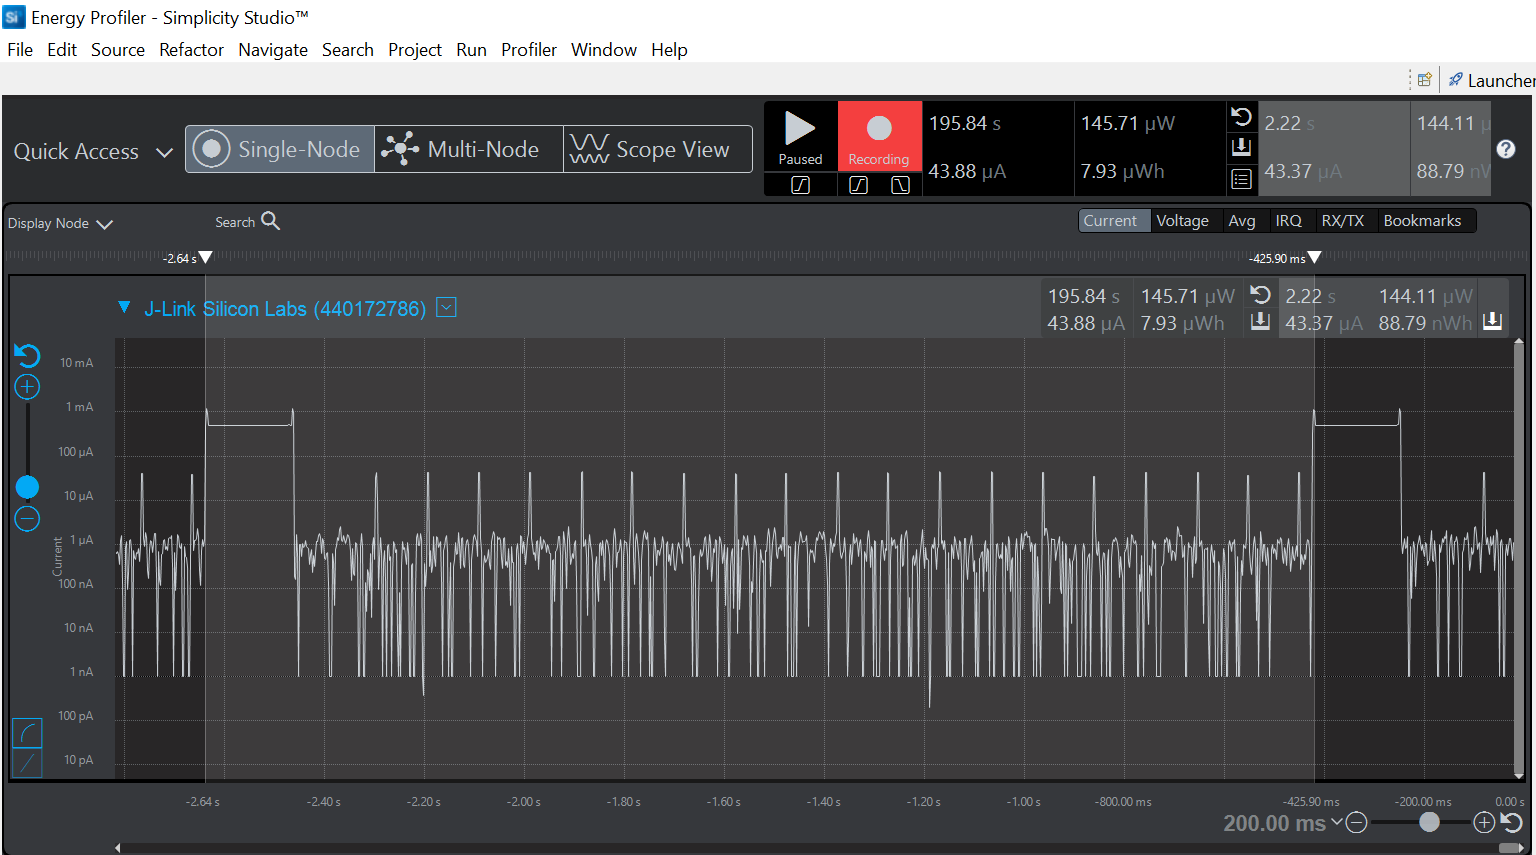 Si Energy Profiler - Simplicity Studio™
File Edit Source Refactor Navigate Search Project Run Profiler Window Help
Launcher
Quick Access Single-Node Multi-Node Scope View
Paused Recording
195.84 s 145.71 µW
43.88 µA 7.93 µWh
2.22 s 144.11 µ
43.37 µA 88.79 nW
?
Display Node Search Current Voltage Avg IRQ RX/TX Bookmarks
-2.64 s -425.90 ms
J-Link Silicon Labs (440172786)
195.84 s 145.71 µW 2.22 s 144.11 µW
43.88 µA 7.93 µWh 43.37 µA 88.79 nWh
10 mA
1 mA
100 µA
10 µA
1 µA
Current
100 nA
10 nA
1 nA
100 pA
10 pA
-2.64 s -2.40 s -2.20 s -2.00 s -1.80 s -1.60 s -1.40 s -1.20 s -1.00 s -800.00 ms -425.90 ms -200.00 ms 0.00 s
200.00 ms